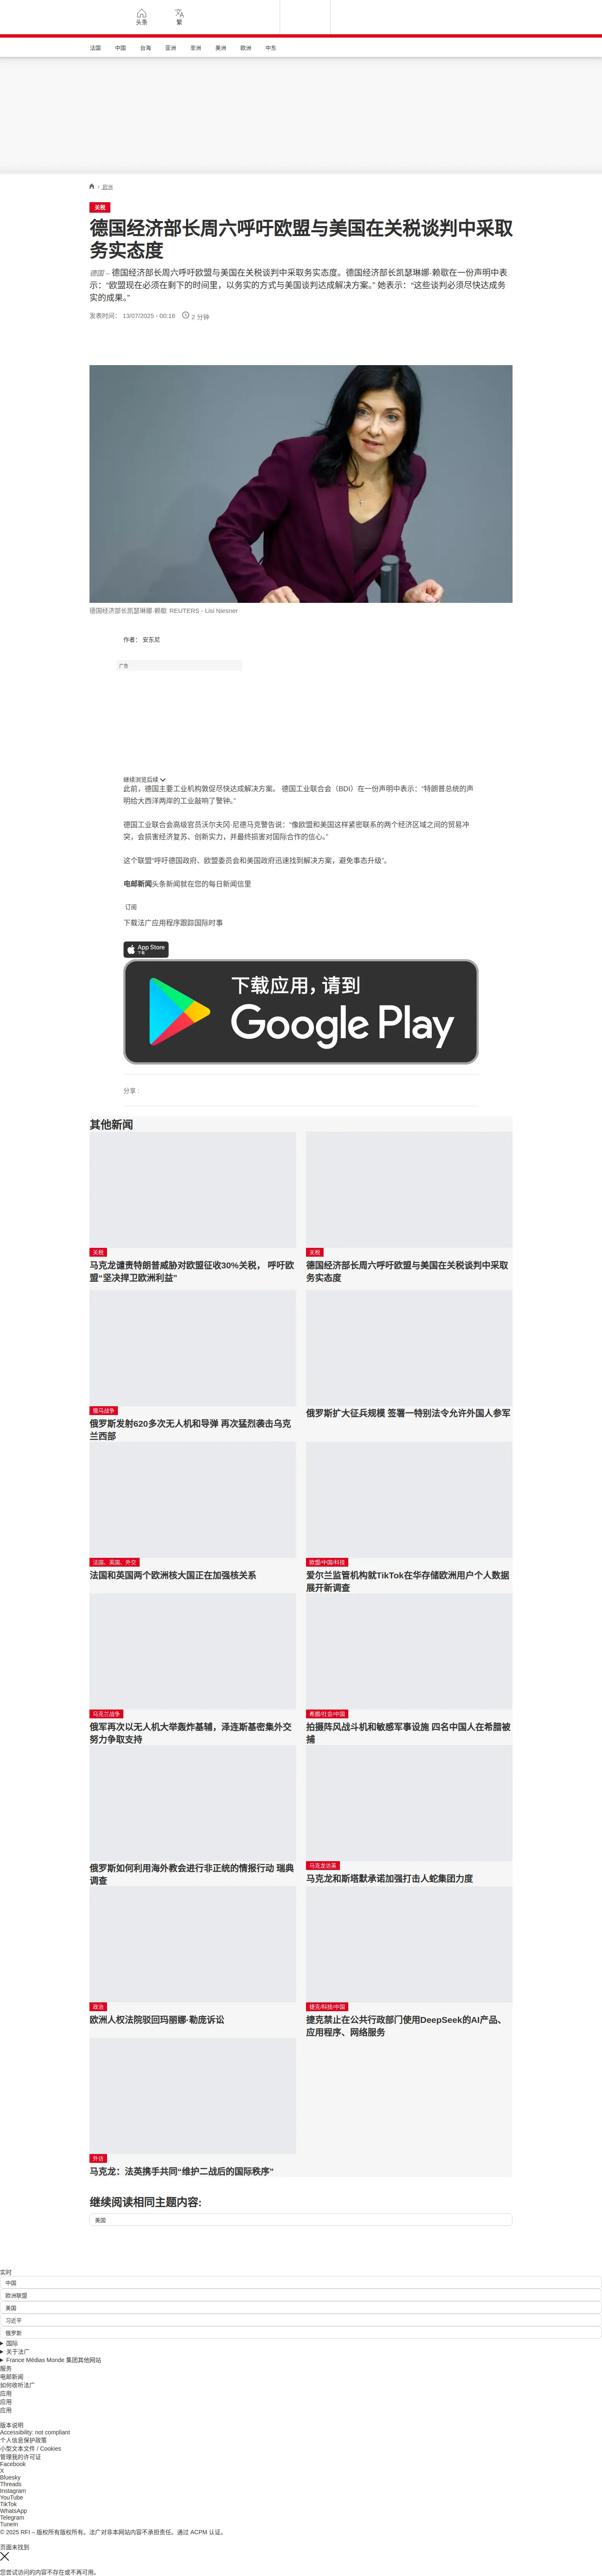 头条
繁
法国 中国 台海 亚洲 非洲 美洲 欧洲 中东
欧洲
关税
德国经济部长周六呼吁欧盟与美国在关税谈判中采取
务实态度
德国 – 德国经济部长周六呼吁欧盟与美国在关税谈判中采取务实态度。德国经济部长凯瑟琳娜·赖歇在一份声明中表
示：“欧盟现在必须在剩下的时间里，以务实的方式与美国谈判达成解决方案。” 她表示：“这些谈判必须尽快达成务
实的成果。”
发表时间： 13/07/2025 - 00:16 2 分钟
德国经济部长凯瑟琳娜·赖歇 REUTERS - Lisi Niesner
作者： 安东尼
广告
继续浏览后续
此前，德国主要工业机构敦促尽快达成解决方案。 德国工业联合会（BDI）在一份声明中表示：“特朗普总统的声
明给大西洋两岸的工业敲响了警钟。”
德国工业联合会高级官员沃尔夫冈·尼德马克警告说：“像欧盟和美国这样紧密联系的两个经济区域之间的贸易冲
突，会损害经济复苏、创新实力，并最终损害对国际合作的信心。”
这个联盟“呼吁德国政府、欧盟委员会和美国政府迅速找到解决方案，避免事态升级”。
电邮新闻头条新闻就在您的每日新闻信里
订阅
下载法广应用程序跟踪国际时事
App Store
下载
下载应用，请到
Google Play
分享 :
其他新闻
关税
马克龙谴责特朗普威胁对欧盟征收30%关税， 呼吁欧
盟“坚决捍卫欧洲利益”
关税
德国经济部长周六呼吁欧盟与美国在关税谈判中采取
务实态度
俄乌战争
俄罗斯发射620多次无人机和导弹 再次猛烈袭击乌克
兰西部
俄罗斯扩大征兵规模 签署一特别法令允许外国人参军
法国、英国、外交
法国和英国两个欧洲核大国正在加强核关系
欧盟/中国/科技
爱尔兰监管机构就TikTok在华存储欧洲用户个人数据
展开新调查
乌克兰战争
俄军再次以无人机大举轰炸基辅，泽连斯基密集外交
努力争取支持
希腊/社会/中国
拍摄阵风战斗机和敏感军事设施 四名中国人在希腊被
捕
俄罗斯如何利用海外教会进行非正统的情报行动 瑞典
调查
马克龙访英
马克龙和斯塔默承诺加强打击人蛇集团力度
政治
欧洲人权法院驳回玛丽娜·勒庞诉讼
捷克/科技/中国
捷克禁止在公共行政部门使用DeepSeek的AI产品、
应用程序、网络服务
外访
马克龙：法英携手共同“维护二战后的国际秩序”
继续阅读相同主题内容:
美国
实时
中国
欧洲联盟
美国
习近平
俄罗斯
国际
关于法广
France Médias Monde 集团其他网站
服务
电邮新闻
如何收听法广
应用
应用
应用
版本说明
Accessibility: not compliant
个人信息保护政策
小型文本文件 / Cookies
管理我的许可证
Facebook
X
Bluesky
Threads
Instagram
YouTube
TikTok
WhatsApp
Telegram
TuneIn
© 2025 RFI – 版权所有版权所有。法广对非本网站内容不承担责任。通过 ACPM 认证。
页面未找到
您尝试访问的内容不存在或不再可用。